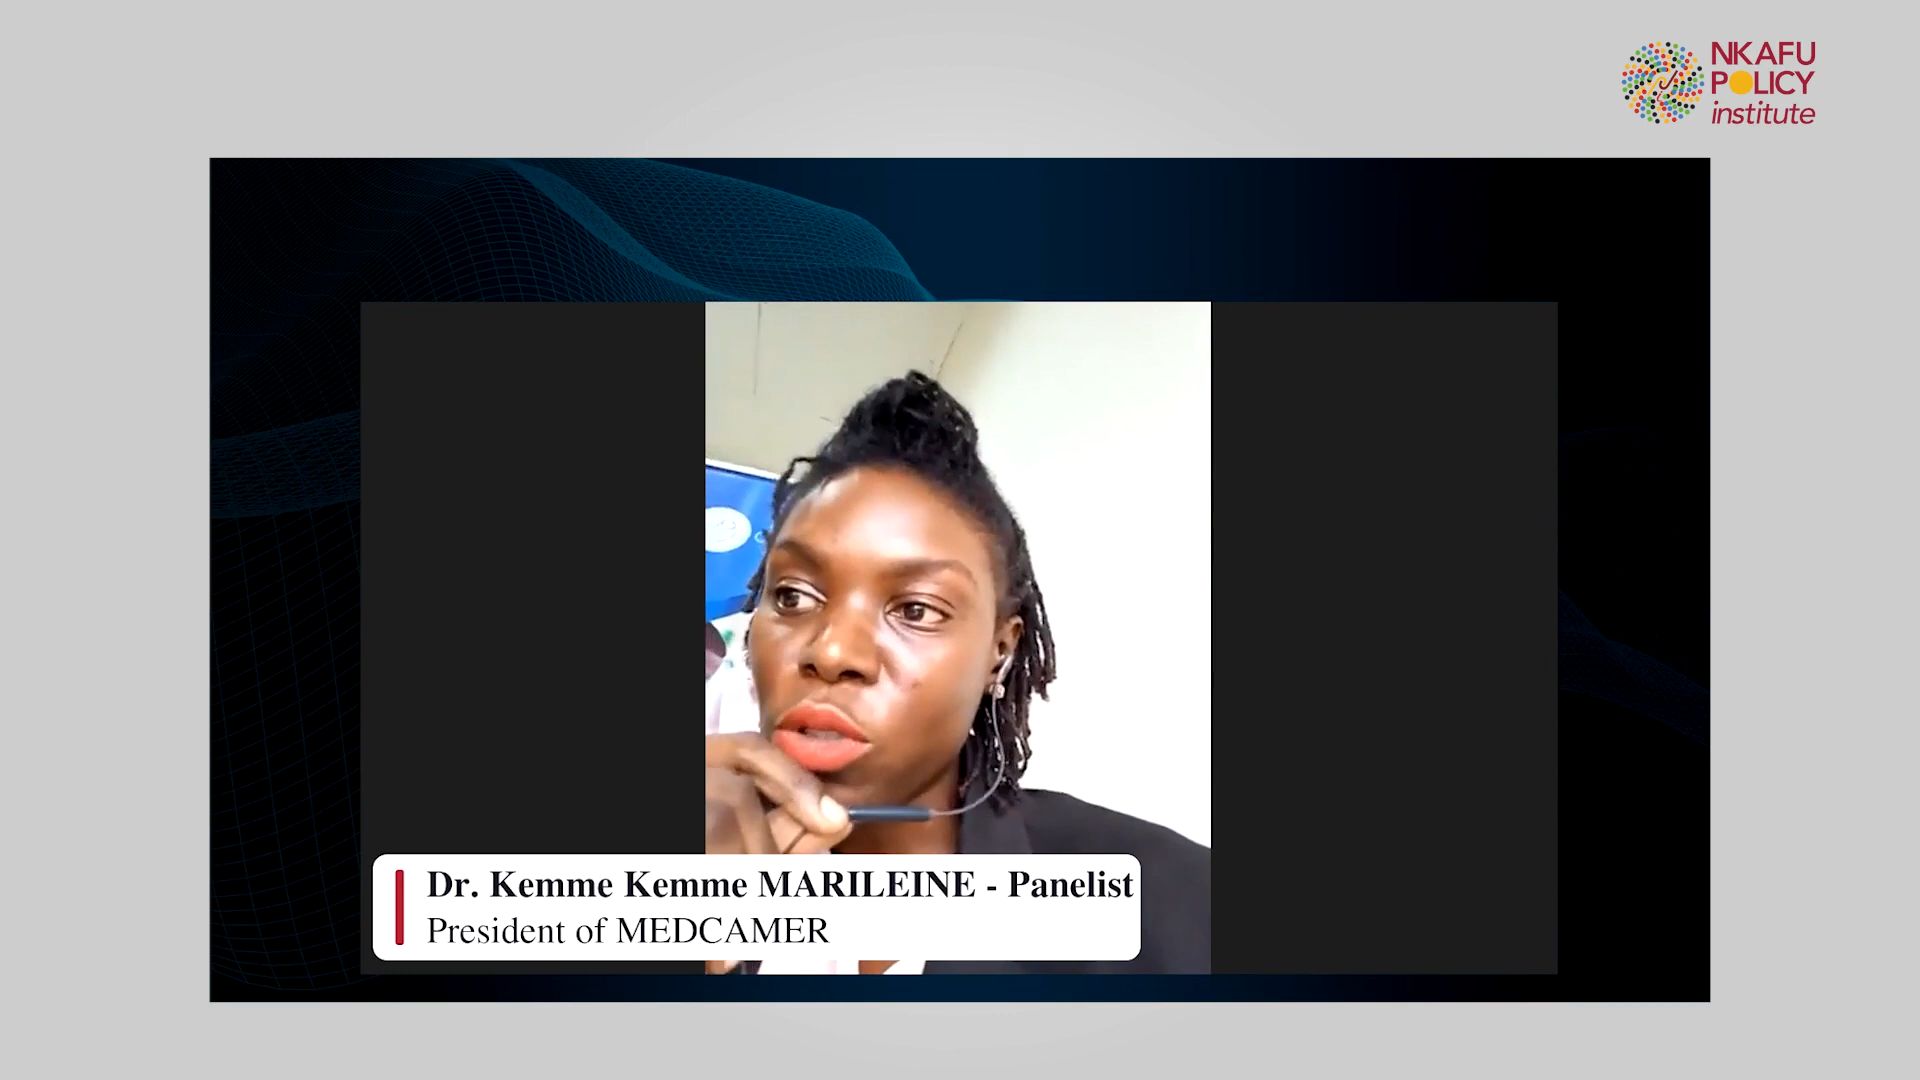 NKAFU
POLICY
institute
Dr. Kemme Kemme MARILEINE - Panelist
President of MEDCAMER